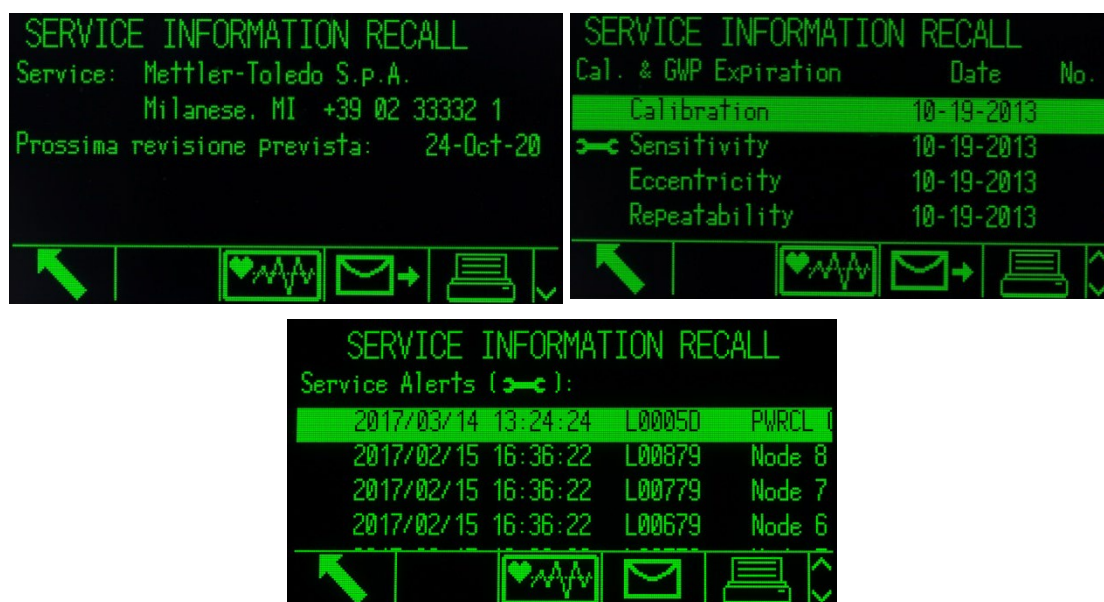 SERVICE INFORMATION RECALL
Service: Mettler-Toledo S.p.A.
Milanese. MI +39 02 33332 1
Prossima revisione prevista: 24-Oct-20
SERVICE INFORMATION RECALL
Cal. & GWP Expiration Date No.
Calibration 10-19-2013
Sensitivity 10-19-2013
Eccentricity 10-19-2013
Repeatability 10-19-2013
SERVICE INFORMATION RECALL
Service Alerts ( ):
2017/03/14 13:24:24 L0005D PWRCL
2017/02/15 16:36:22 L00879 Node 8
2017/02/15 16:36:22 L00779 Node 7
2017/02/15 16:36:22 L00679 Node 6